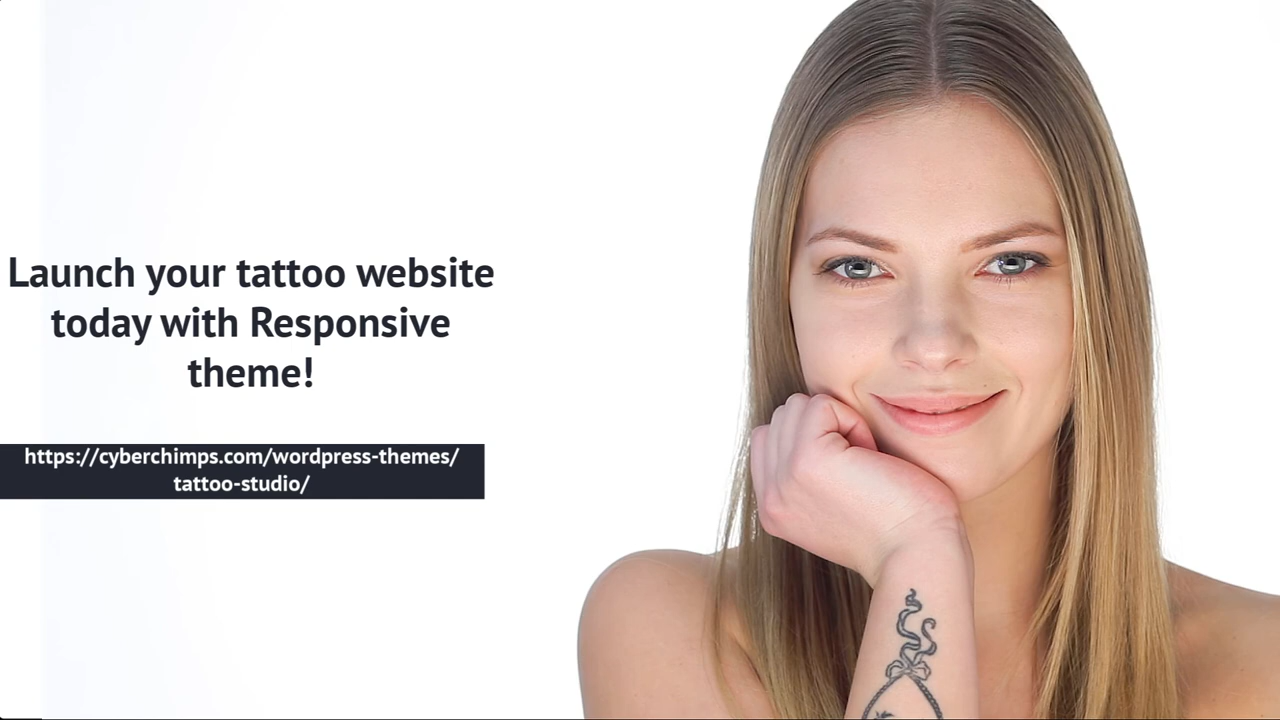 Launch your tattoo website
today with Responsive
theme!
https://cyberchimps.com/wordpress-themes/
tattoo-studio/